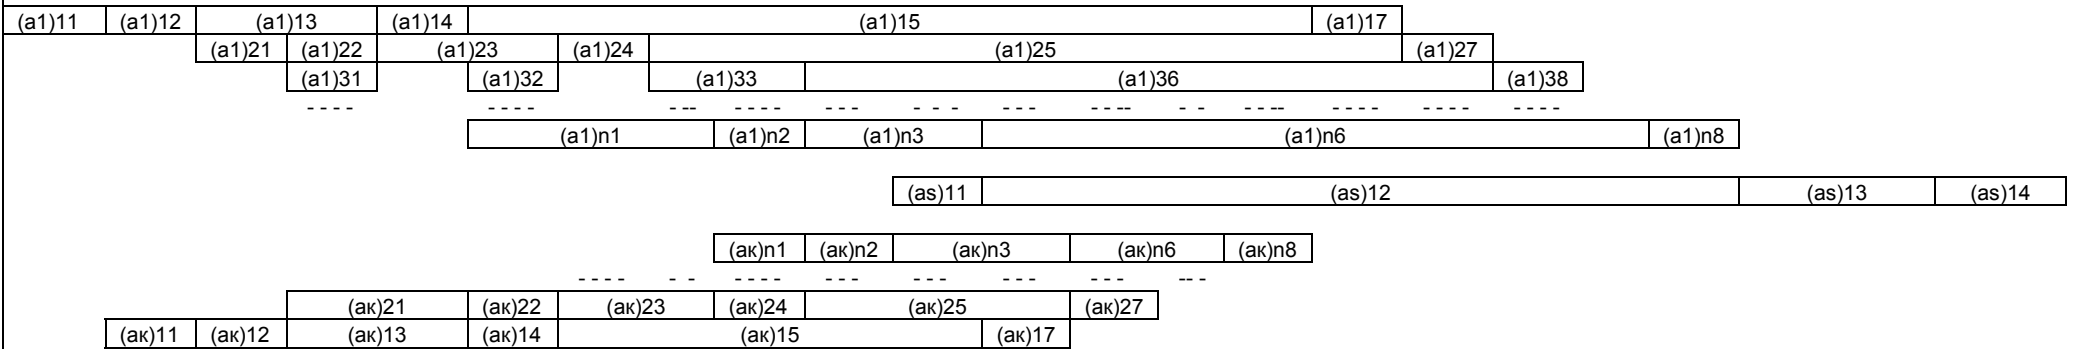 (a1)11 (a1)12 (a1)13 (a1)14 (a1)15 (a1)17
(a1)21 (a1)22 (a1)23 (a1)24 (a1)25 (a1)27
(a1)31 (a1)32 (a1)33 (a1)36 (a1)38
- - - - - - - - - -- - - - - - - - - - - - - - - - - -- - - - - -- - - - - - - - - - - - -
(a1)n1 (a1)n2 (a1)n3 (a1)n6 (a1)n8
(as)11 (as)12 (as)13 (as)14
(aк)n1 (aк)n2 (aк)n3 (aк)n6 (aк)n8
- - - - - - - - - - - - - - - - - - - - - - -- -
(aк)21 (aк)22 (aк)23 (aк)24 (aк)25 (aк)27
(aк)11 (aк)12 (aк)13 (aк)14 (aк)15 (aк)17